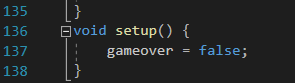 135 }
136 void setup() {
137 gameover = false;
138 }